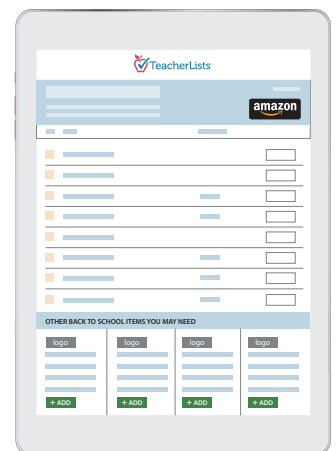 TeacherLists
amazon
OTHER BACK TO SCHOOL ITEMS YOU MAY NEED
logo
logo
logo
logo
+ ADD
+ ADD
+ ADD
+ ADD